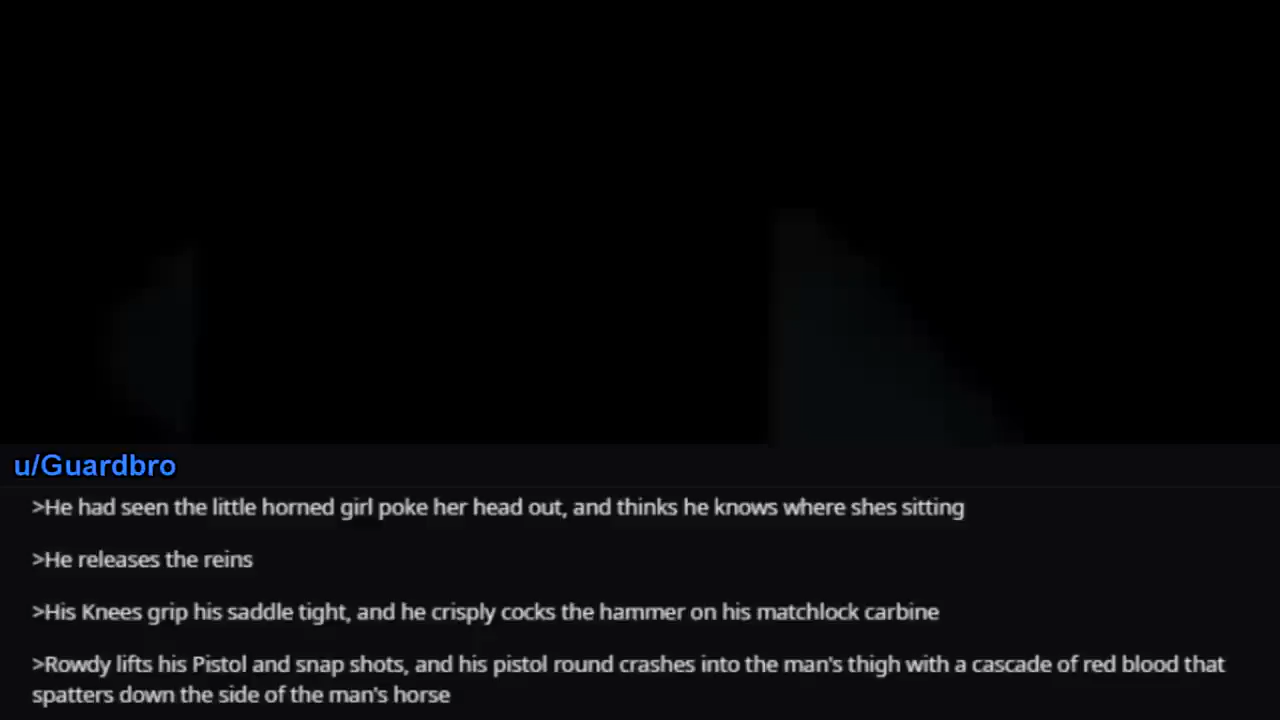 u/Guardbro
>He had seen the little horned girl poke her head out, and thinks he knows where shes sitting
>He releases the reins
>His Knees grip his saddle tight, and he crisply cocks the hammer on his matchlock carbine
>Rowdy lifts his Pistol and snap shots, and his pistol round crashes into the man's thigh with a cascade of red blood that
spatters down the side of the man's horse